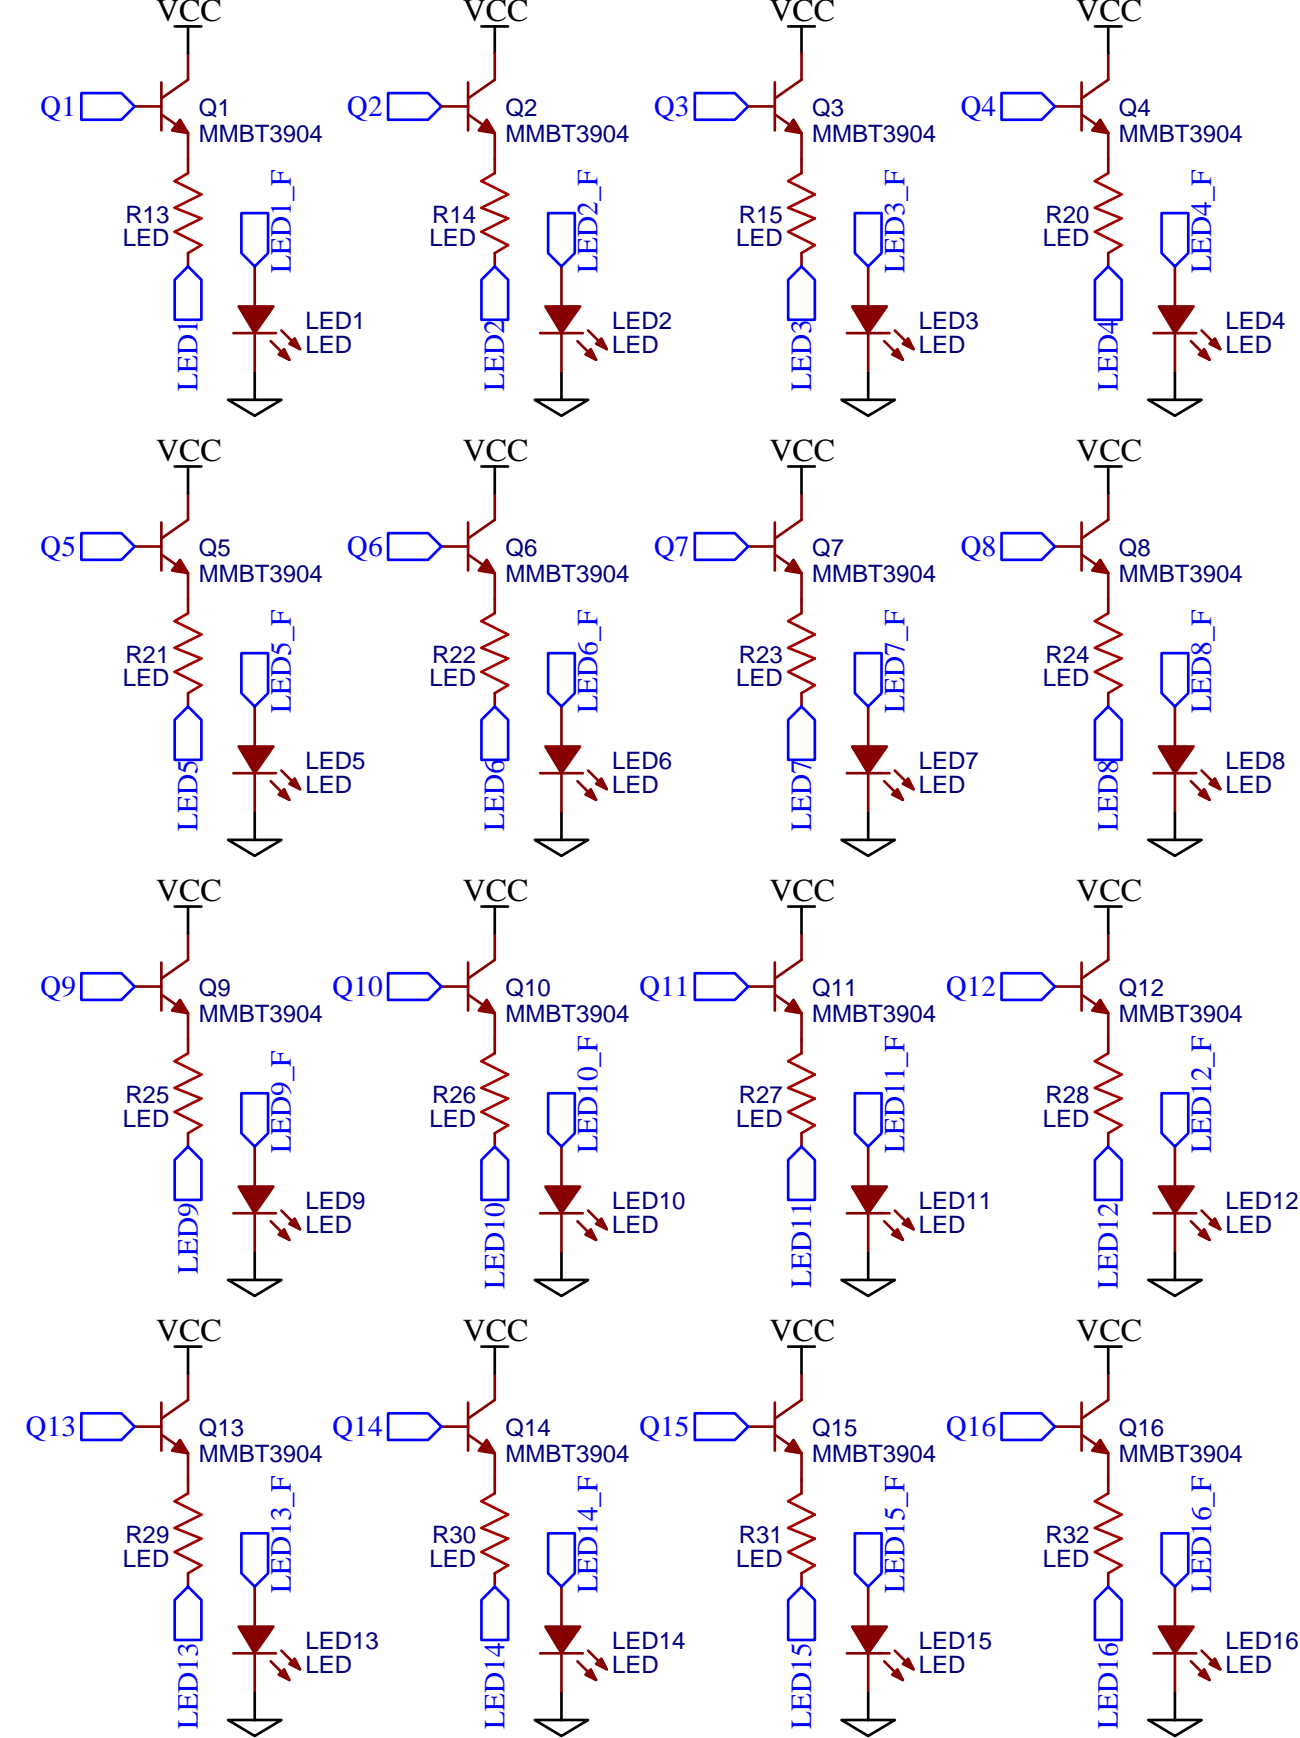 VCC VCC VCC VCC
Q1 Q1 Q2 Q2 Q3 Q3 Q4 Q4
MMBT3904 MMBT3904 MMBT3904 MMBT3904
LED1_F LED2_F LED3_F LED4_F
R13 R14 R15 R20
LED LED LED LED
LED1 LED1 LED2 LED2 LED3 LED3 LED4 LED4
LED LED LED LED
VCC VCC VCC VCC
Q5 Q5 Q6 Q6 Q7 Q7 Q8 Q8
MMBT3904 MMBT3904 MMBT3904 MMBT3904
LED5_F LED6_F LED7_F LED8_F
R21 R22 R23 R24
LED LED LED LED
LED5 LED5 LED6 LED6 LED7 LED7 LED8 LED8
LED LED LED LED
VCC VCC VCC VCC
Q9 Q9 Q10 Q10 Q11 Q11 Q12 Q12
MMBT3904 MMBT3904 MMBT3904 MMBT3904
LED9_F LED10_F LED11_F LED12_F
R25 R26 R27 R28
LED LED LED LED
LED9 LED9 LED10 LED10 LED11 LED11 LED12 LED12
LED LED LED LED
VCC VCC VCC VCC
Q13 Q13 Q14 Q14 Q15 Q15 Q16 Q16
MMBT3904 MMBT3904 MMBT3904 MMBT3904
LED13_F LED14_F LED15_F LED16_F
R29 R30 R31 R32
LED LED LED LED
LED13 LED13 LED14 LED14 LED15 LED15 LED16 LED16
LED LED LED LED